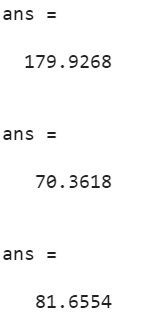 ans =
179.9268
ans =
70.3618
ans =
81.6554